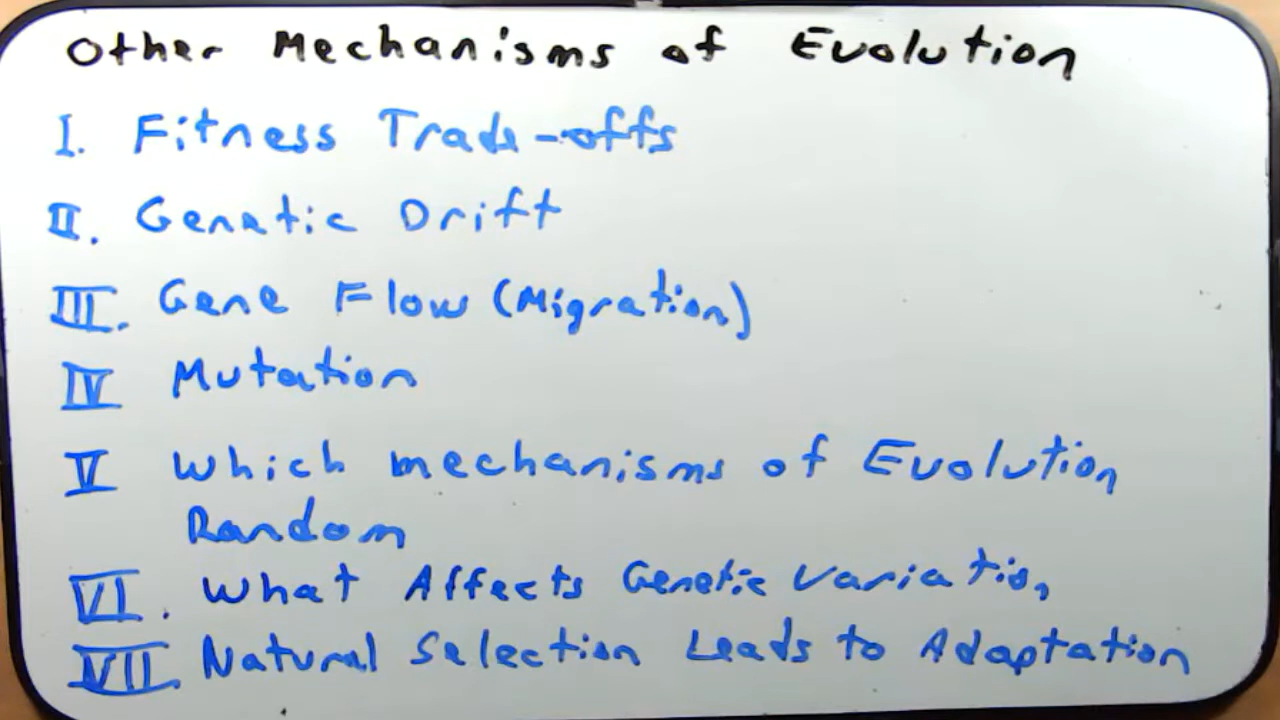 Other Mechanisms of Evolution
I. Fitness Trade-offs
II. Genetic Drift
III. Gene Flow (Migration)
IV Mutation
V Which mechanisms of Evolution
Random
VI. What Affects Genetic Variation
VII. Natural Selection Leads to Adaptation